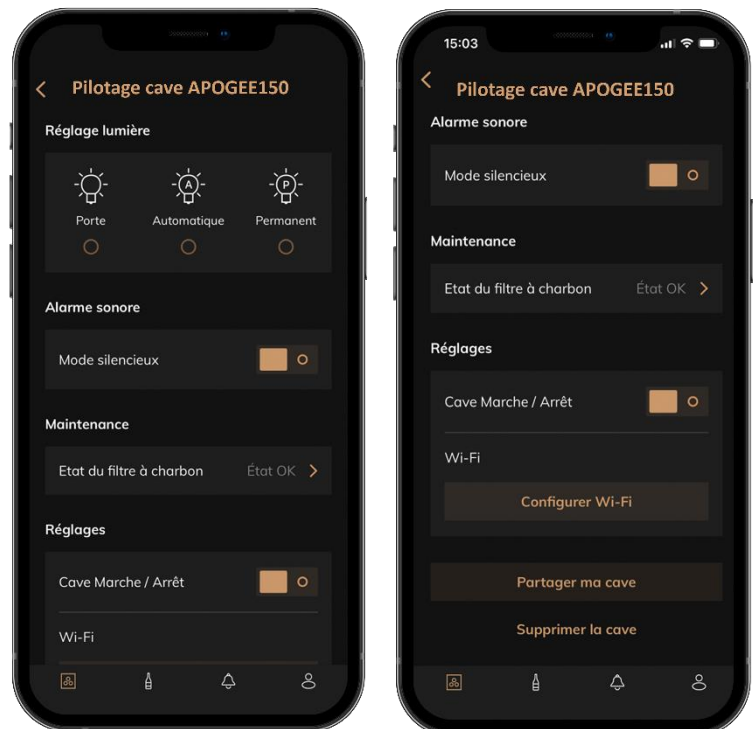 Pilotage cave APOGEE150
Réglage lumière
A
P
Porte
Automatique
Permanent
Alarme sonore
Mode silencieux
Maintenance
Etat du filtre à charbon
État OK
Réglages
Cave Marche / Arrêt
Wi-Fi
15:03
Pilotage cave APOGEE150
Alarme sonore
Mode silencieux
Maintenance
Etat du filtre à charbon
État OK
Réglages
Cave Marche / Arrêt
Wi-Fi
Configurer Wi-Fi
Partager ma cave
Supprimer la cave